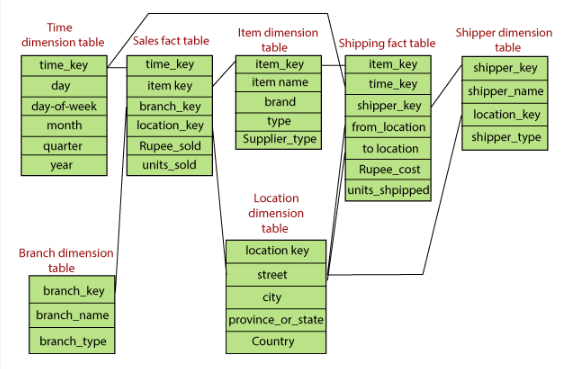 Time
dimension table
time_key
day
day-of-week
month
quarter
year
Sales fact table
time_key
item key
branch_key
location_key
Rupee_sold
units_sold
Item dimension
table
item_key
item name
brand
type
Supplier_type
Shipping fact table
item_key
time_key
shipper_key
from_location
to location
Rupee_cost
units_shpipped
Shipper dimension
table
shipper_key
shipper_name
location_key
shipper_type
Branch dimension
table
branch_key
branch_name
branch_type
Location
dimension
table
location key
street
city
province_or_state
Country